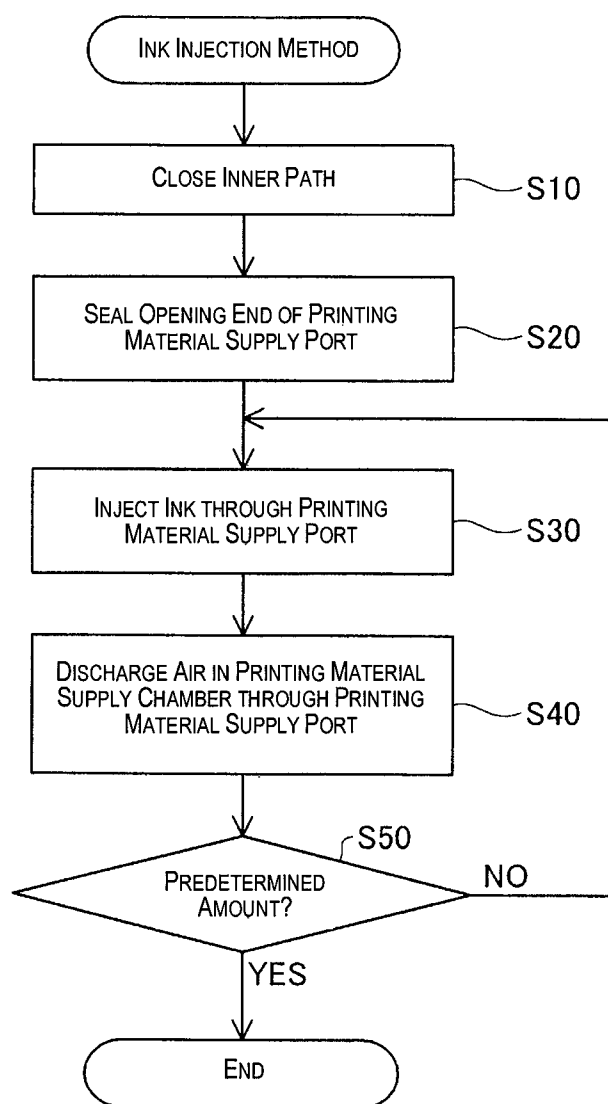 INK INJECTION METHOD
CLOSE INNER PATH
S10
SEAL OPENING END OF PRINTING
MATERIAL SUPPLY PORT
S20
INJECT INK THROUGH PRINTING
MATERIAL SUPPLY PORT
S30
DISCHARGE AIR IN PRINTING MATERIAL
SUPPLY CHAMBER THROUGH PRINTING
MATERIAL SUPPLY PORT
S40
S50
PREDETERMINED
AMOUNT?
NO
YES
END